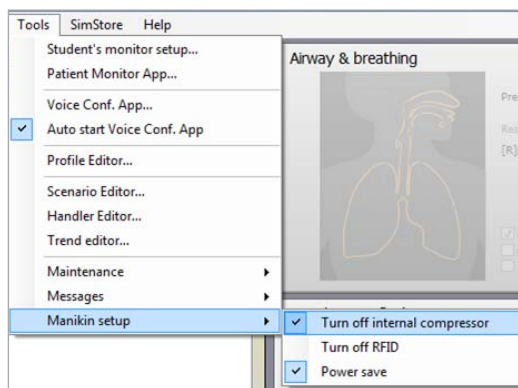 Tools SimStore Help
Student's monitor setup...
Patient Monitor App...
Voice Conf. App...
Auto start Voice Conf. App
Profile Editor...
Scenario Editor...
Handler Editor...
Trend editor...
Maintenance
Messages
Manikin setup
Airway & breathing
Pre
Res
[R]
Turn off internal compressor
Turn off RFID
Power save